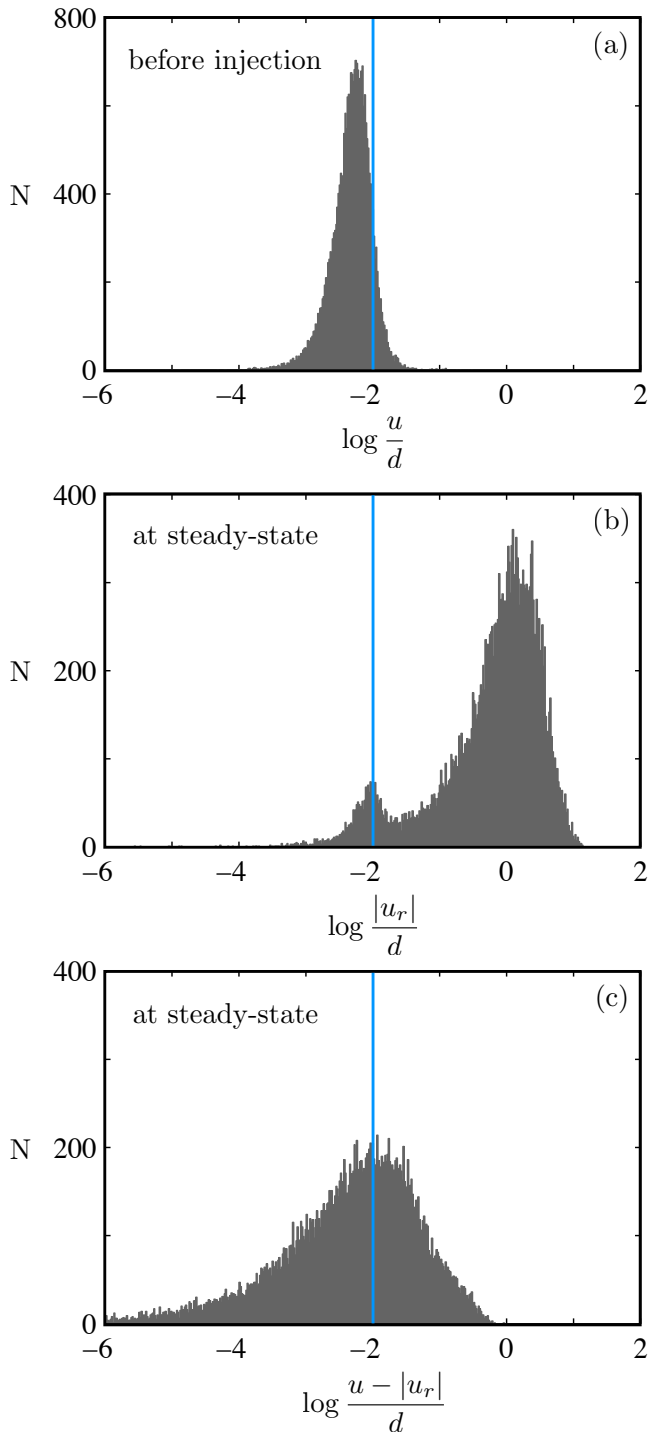 800
before injection
(a)
N
400
0
−6
−4
−2
0
2
log u/d
400
at steady-state
(b)
N
200
0
−6
−4
−2
0
2
log |u_r|/d
400
at steady-state
(c)
N
200
0
−6
−4
−2
0
2
log u − |u_r|/d